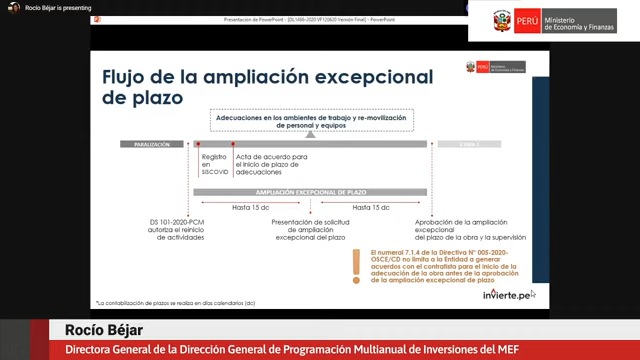 Rocío Béjar is presenting
Presentación de PowerPoint - [DL1486-2020 VF120620 Versión Final] - PowerPoint
PERÚ
Ministerio
de Economía y Finanzas
Flujo de la ampliación excepcional
de plazo
PERÚ
Adecuaciones en los ambientes de trabajo y re-movilización
de personal y equipos
PARALIZACIÓN
Registro
en
SISCOVID
Acta de acuerdo para
el inicio de plazo de
adecuaciones
AMPLIACIÓN EXCEPCIONAL DE PLAZO
Hasta 15 dc
Hasta 15 dc
DS 101-2020-PCM
autoriza el reinicio
de actividades
Presentación de solicitud
de ampliación
excepcional del plazo
Aprobación de la ampliación
excepcional
del plazo de la obra y la supervisión
El numeral 7.1.4 de la Directiva N° 005-2020-
OSCE/CD no limita a la Entidad a generar
acuerdos con el contratista para el inicio de la
adecuación de la obra antes de la aprobación
de la ampliación excepcional de plazo
*La contabilización de plazos se realiza en días calendarios (dc)
invierte.pe
Rocío Béjar
Directora General de la Dirección General de Programación Multianual de Inversiones del MEF